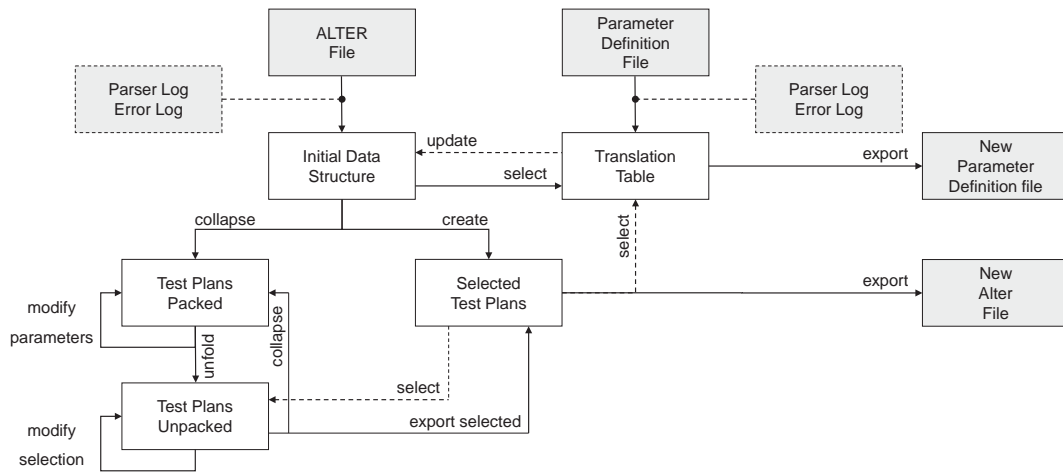 ALTER
File
Parameter
Definition
File
Parser Log
Error Log
Parser Log
Error Log
Initial Data
Structure
update
select
Translation
Table
export
New
Parameter
Definition file
collapse
create
select
Test Plans
Packed
Selected
Test Plans
export
New
Alter
File
modify
parameters
unfold
collapse
select
Test Plans
Unpacked
export selected
modify
selection